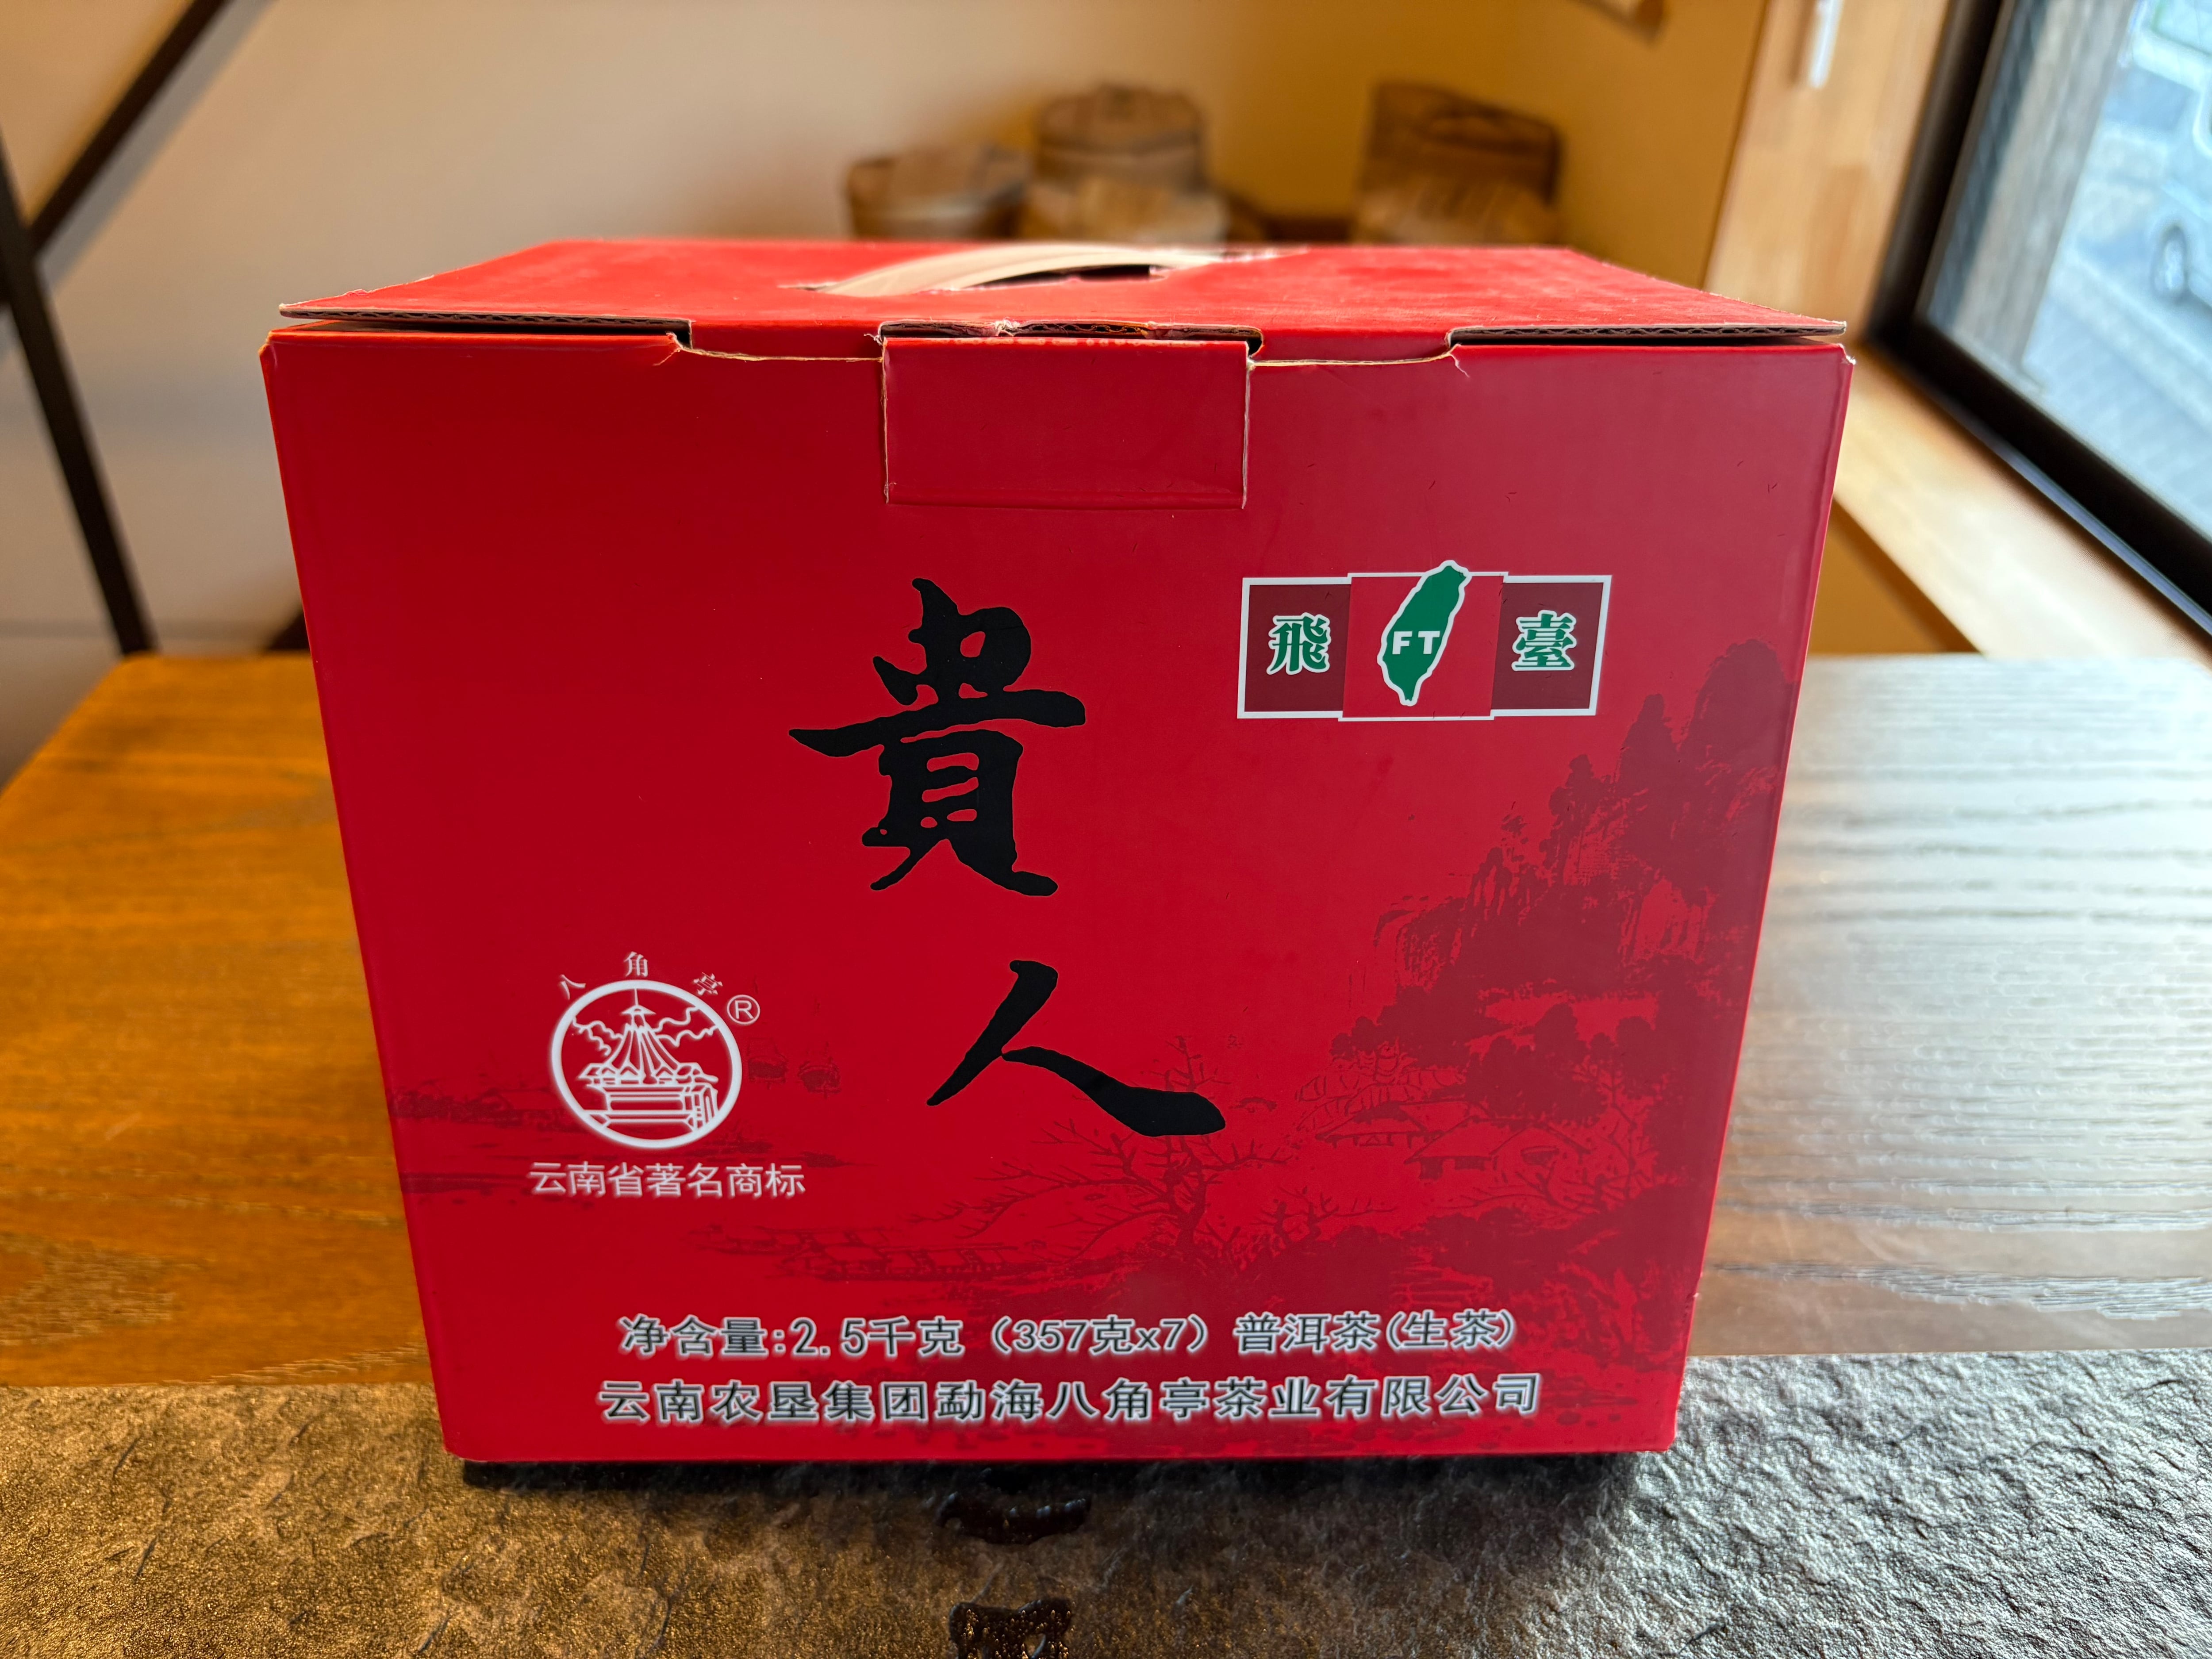 貴人
飛 FT 臺
八角亭®
云南省著名商标
净含量:2.5千克（357克x7）普洱茶(生茶)
云南农垦集团勐海八角亭茶业有限公司